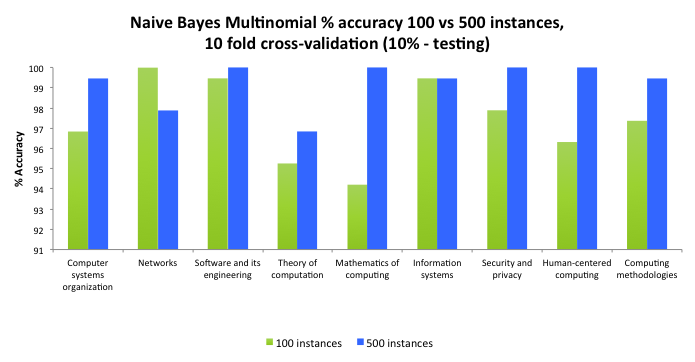 Naive Bayes Multinomial % accuracy 100 vs 500 instances,
10 fold cross-validation (10% - testing)
100
99
98
97
96
95
94
93
92
91
% Accuracy
Computer
systems
organization
Networks
Software and its
engineering
Theory of
computation
Mathematics of
computing
Information
systems
Security and
privacy
Human-centered
computing
Computing
methodologies
100 instances
500 instances